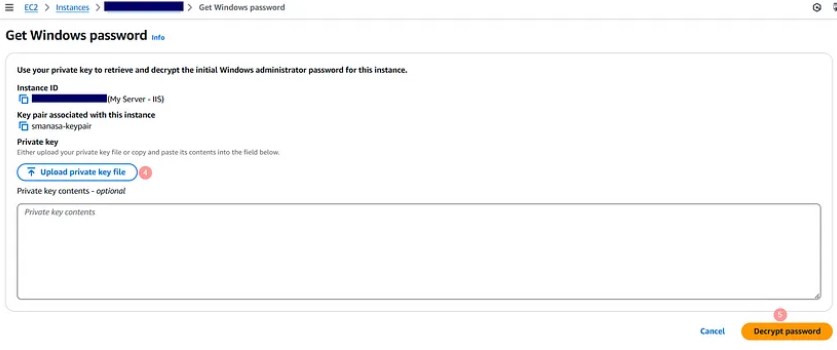 EC2 > Instances > > Get Windows password
Get Windows password Info
Use your private key to retrieve and decrypt the initial Windows administrator password for this instance.
Instance ID
(My Server - IIS)
Key pair associated with this instance
smanasa-keypair
Private key
Either upload your private key file or copy and paste its contents into the field below.
Upload private key file 4
Private key contents - optional
Private key contents
5
Cancel Decrypt password